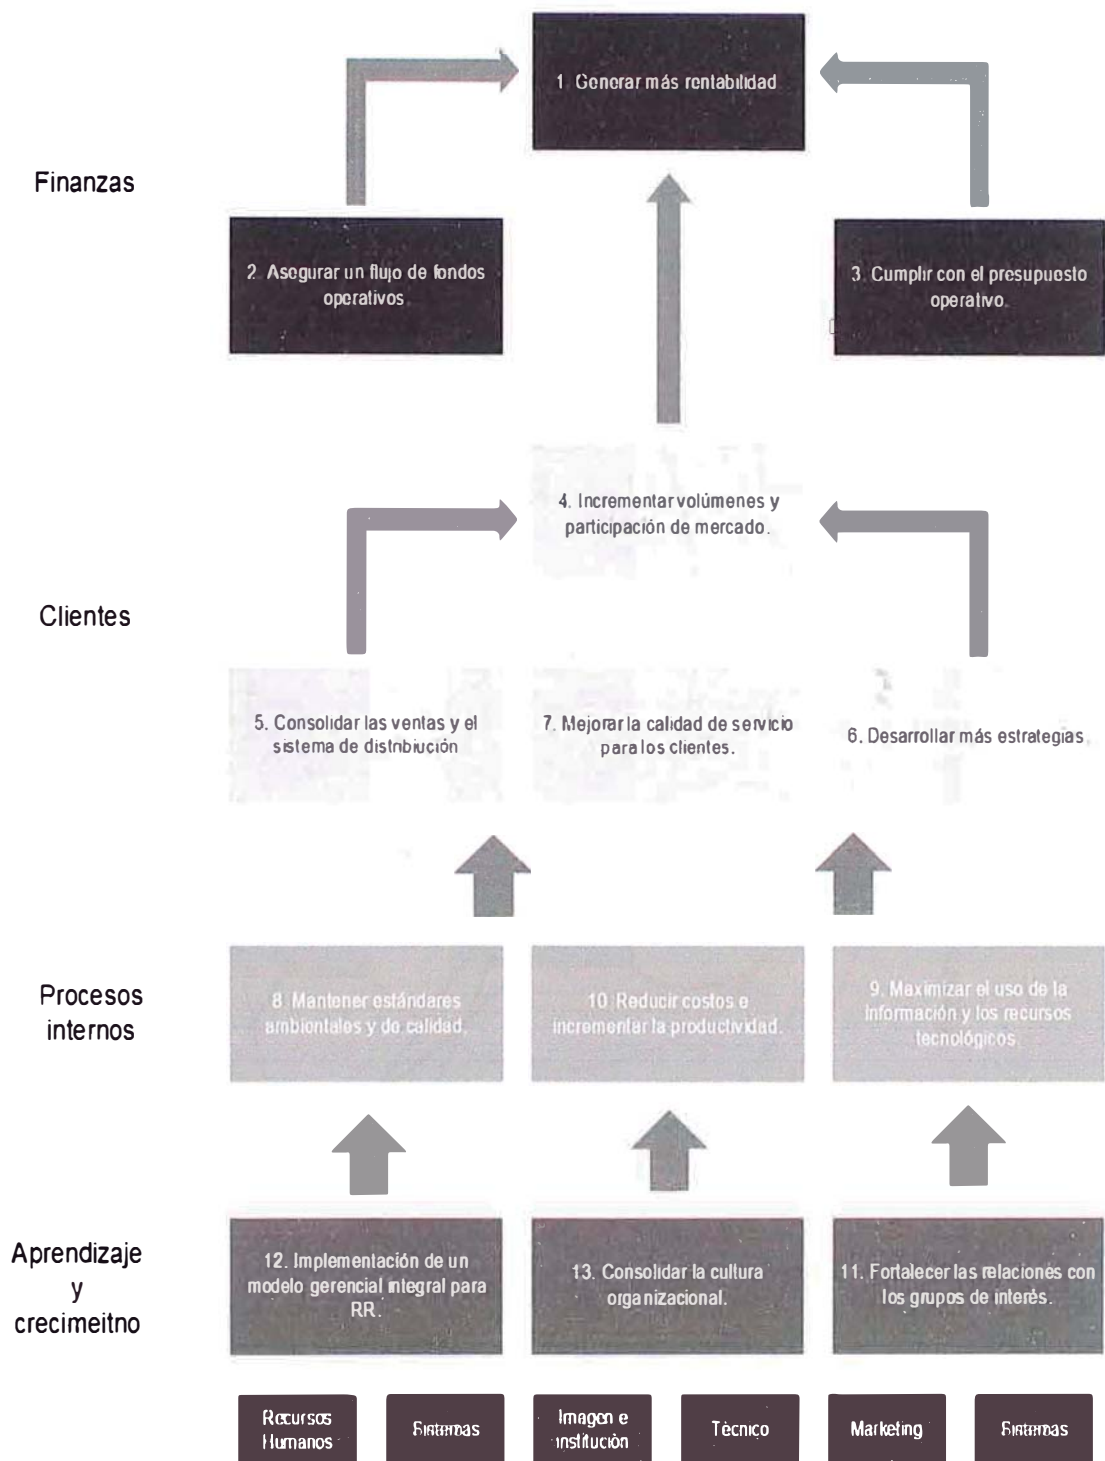 1. Generar más rentabilidad
Finanzas
2. Asegurar un flujo de fondos
operativos.
3. Cumplir con el presupuesto
operativo.
4. Incrementar volúmenes y
participación de mercado.
Clientes
5. Consolidar las ventas y el
sistema de distribiución
7. Mejorar la calidad de servicio
para los clientes.
6. Desarrollar más estrategias.
Procesos
internos
8. Mantener estándares
ambientales y de calidad.
10. Reducir costos e
incrementar la productividad.
9. Maximizar el uso de la
información y los recursos
tecnológicos.
Aprendizaje
y
crecimeitno
12. Implementación de un
modelo gerencial integral para
RR.
13. Consolidar la cultura
organizacional.
11. Fortalecer las relaciones con
los grupos de interés.
Recursos
Humanos
Sistemas
Imagen e
institución
Técnico
Marketing
Sistemas